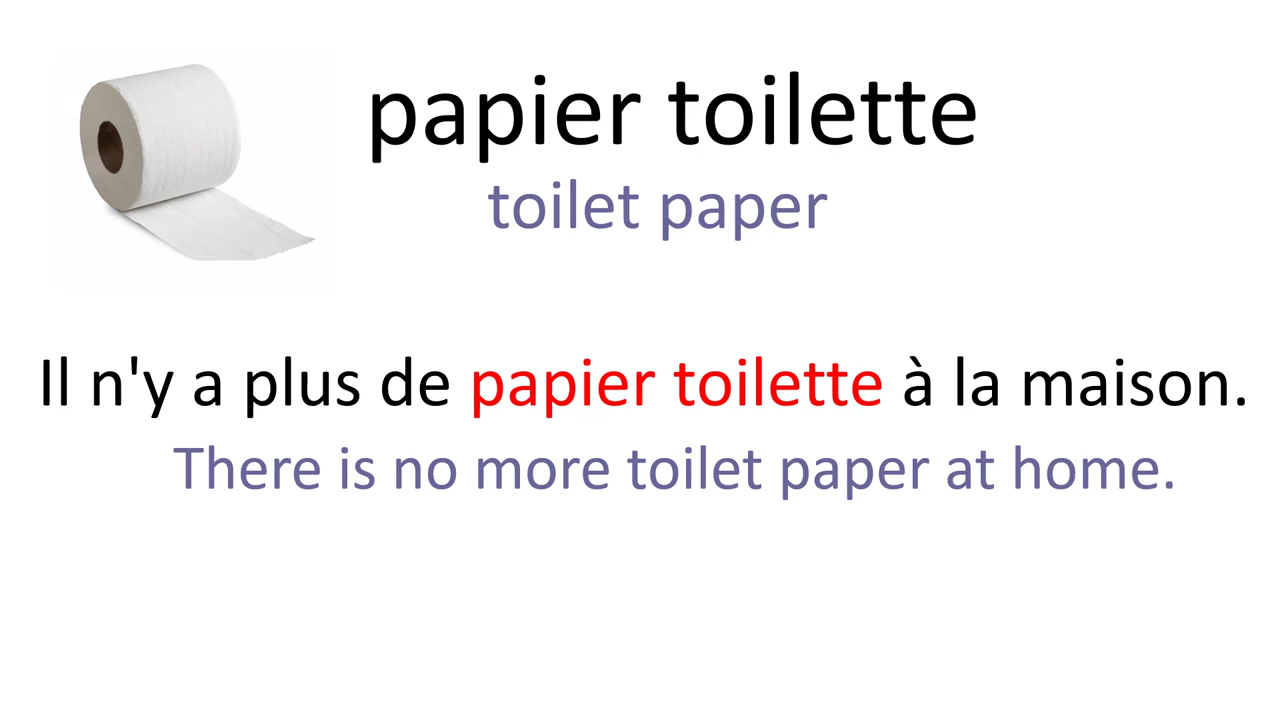 papier toilette
toilet paper
Il n'y a plus de papier toilette à la maison.
There is no more toilet paper at home.